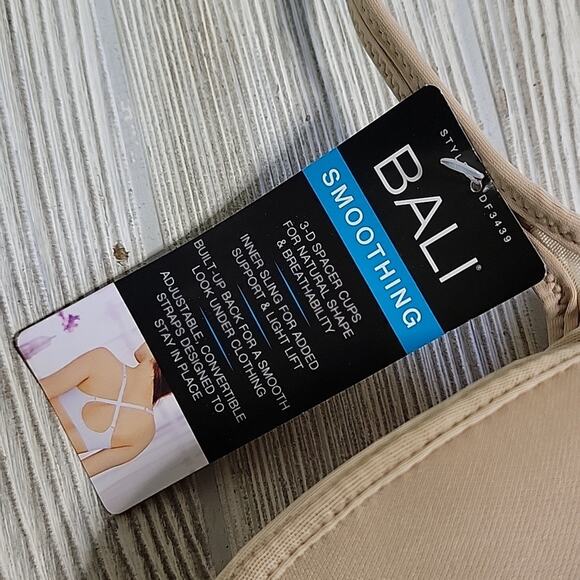 STY DF3439
BALI®
SMOOTHING
3-D SPACER CUPS
FOR NATURAL SHAPE
& BREATHABILITY
INNER SLING FOR ADDED
SUPPORT & LIGHT LIFT
BUILT-UP BACK FOR A SMOOTH
LOOK UNDER CLOTHING
ADJUSTABLE, CONVERTIBLE
STRAPS DESIGNED TO
STAY IN PLACE